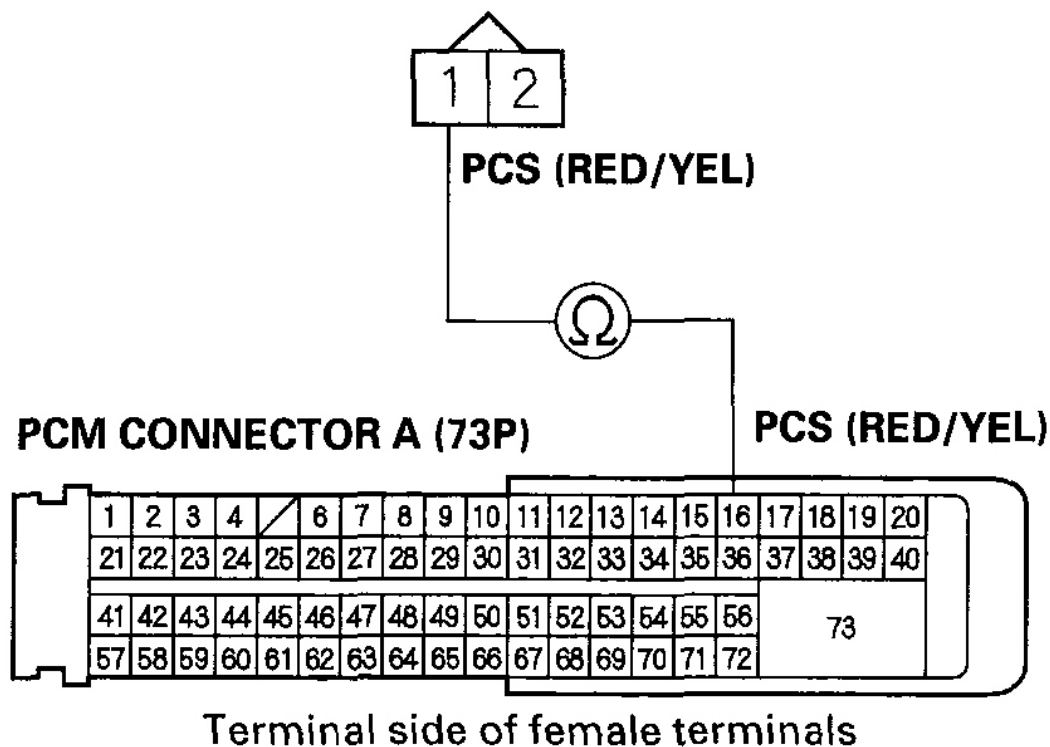 1 2
PCS (RED/YEL)
Ω
PCM CONNECTOR A (73P)
PCS (RED/YEL)
1 2 3 4 / 6 7 8 9 10 11 12 13 14 15 16 17 18 19 20
21 22 23 24 25 26 27 28 29 30 31 32 33 34 35 36 37 38 39 40
41 42 43 44 45 46 47 48 49 50 51 52 53 54 55 56
73
57 58 59 60 61 62 63 64 65 66 67 68 69 70 71 72
Terminal side of female terminals